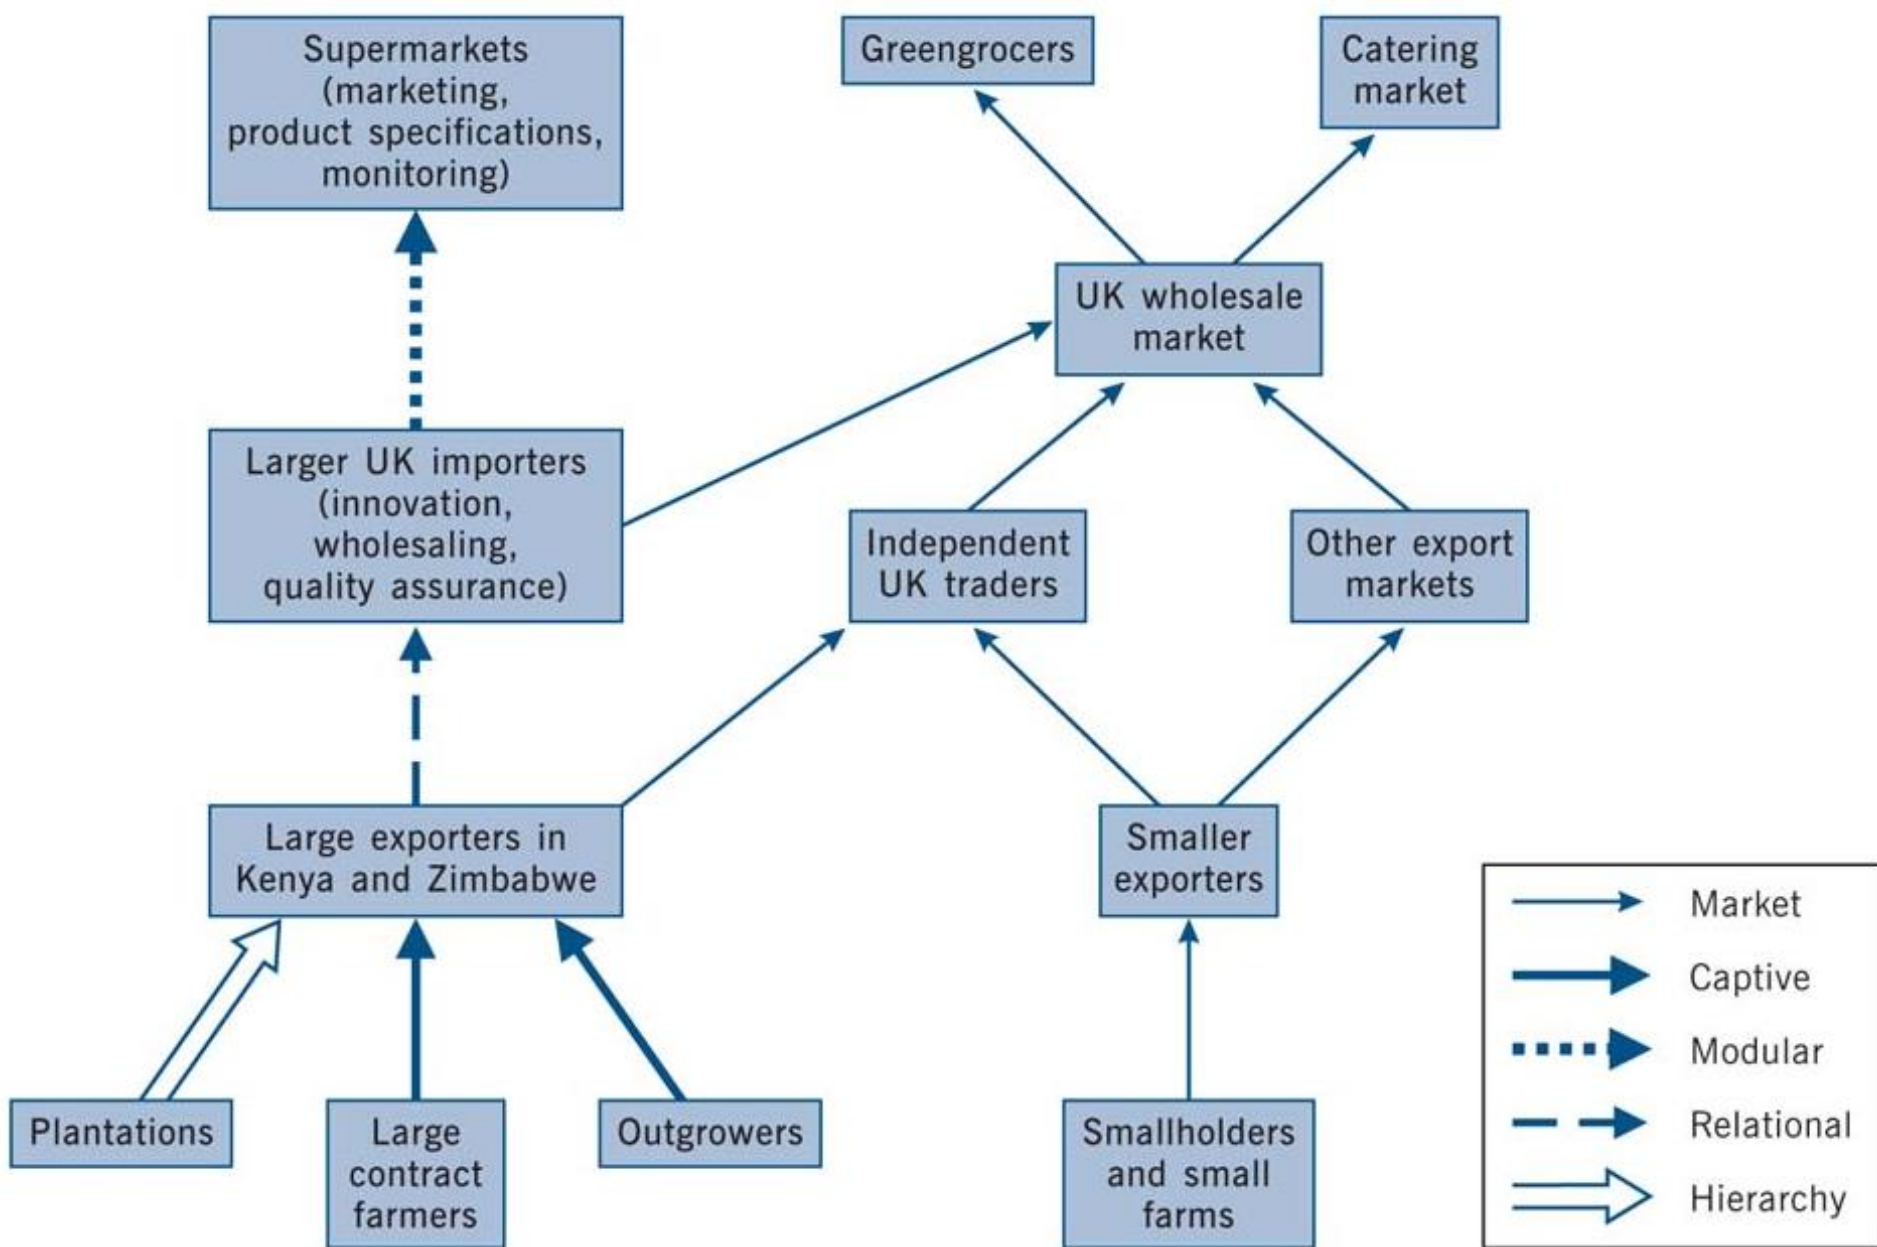 Supermarkets
(marketing,
product specifications,
monitoring)
Greengrocers
Catering
market
UK wholesale
market
Larger UK importers
(innovation,
wholesaling,
quality assurance)
Independent
UK traders
Other export
markets
Large exporters in
Kenya and Zimbabwe
Smaller
exporters
Plantations
Large
contract
farmers
Outgrowers
Smallholders
and small
farms
Market
Captive
Modular
Relational
Hierarchy